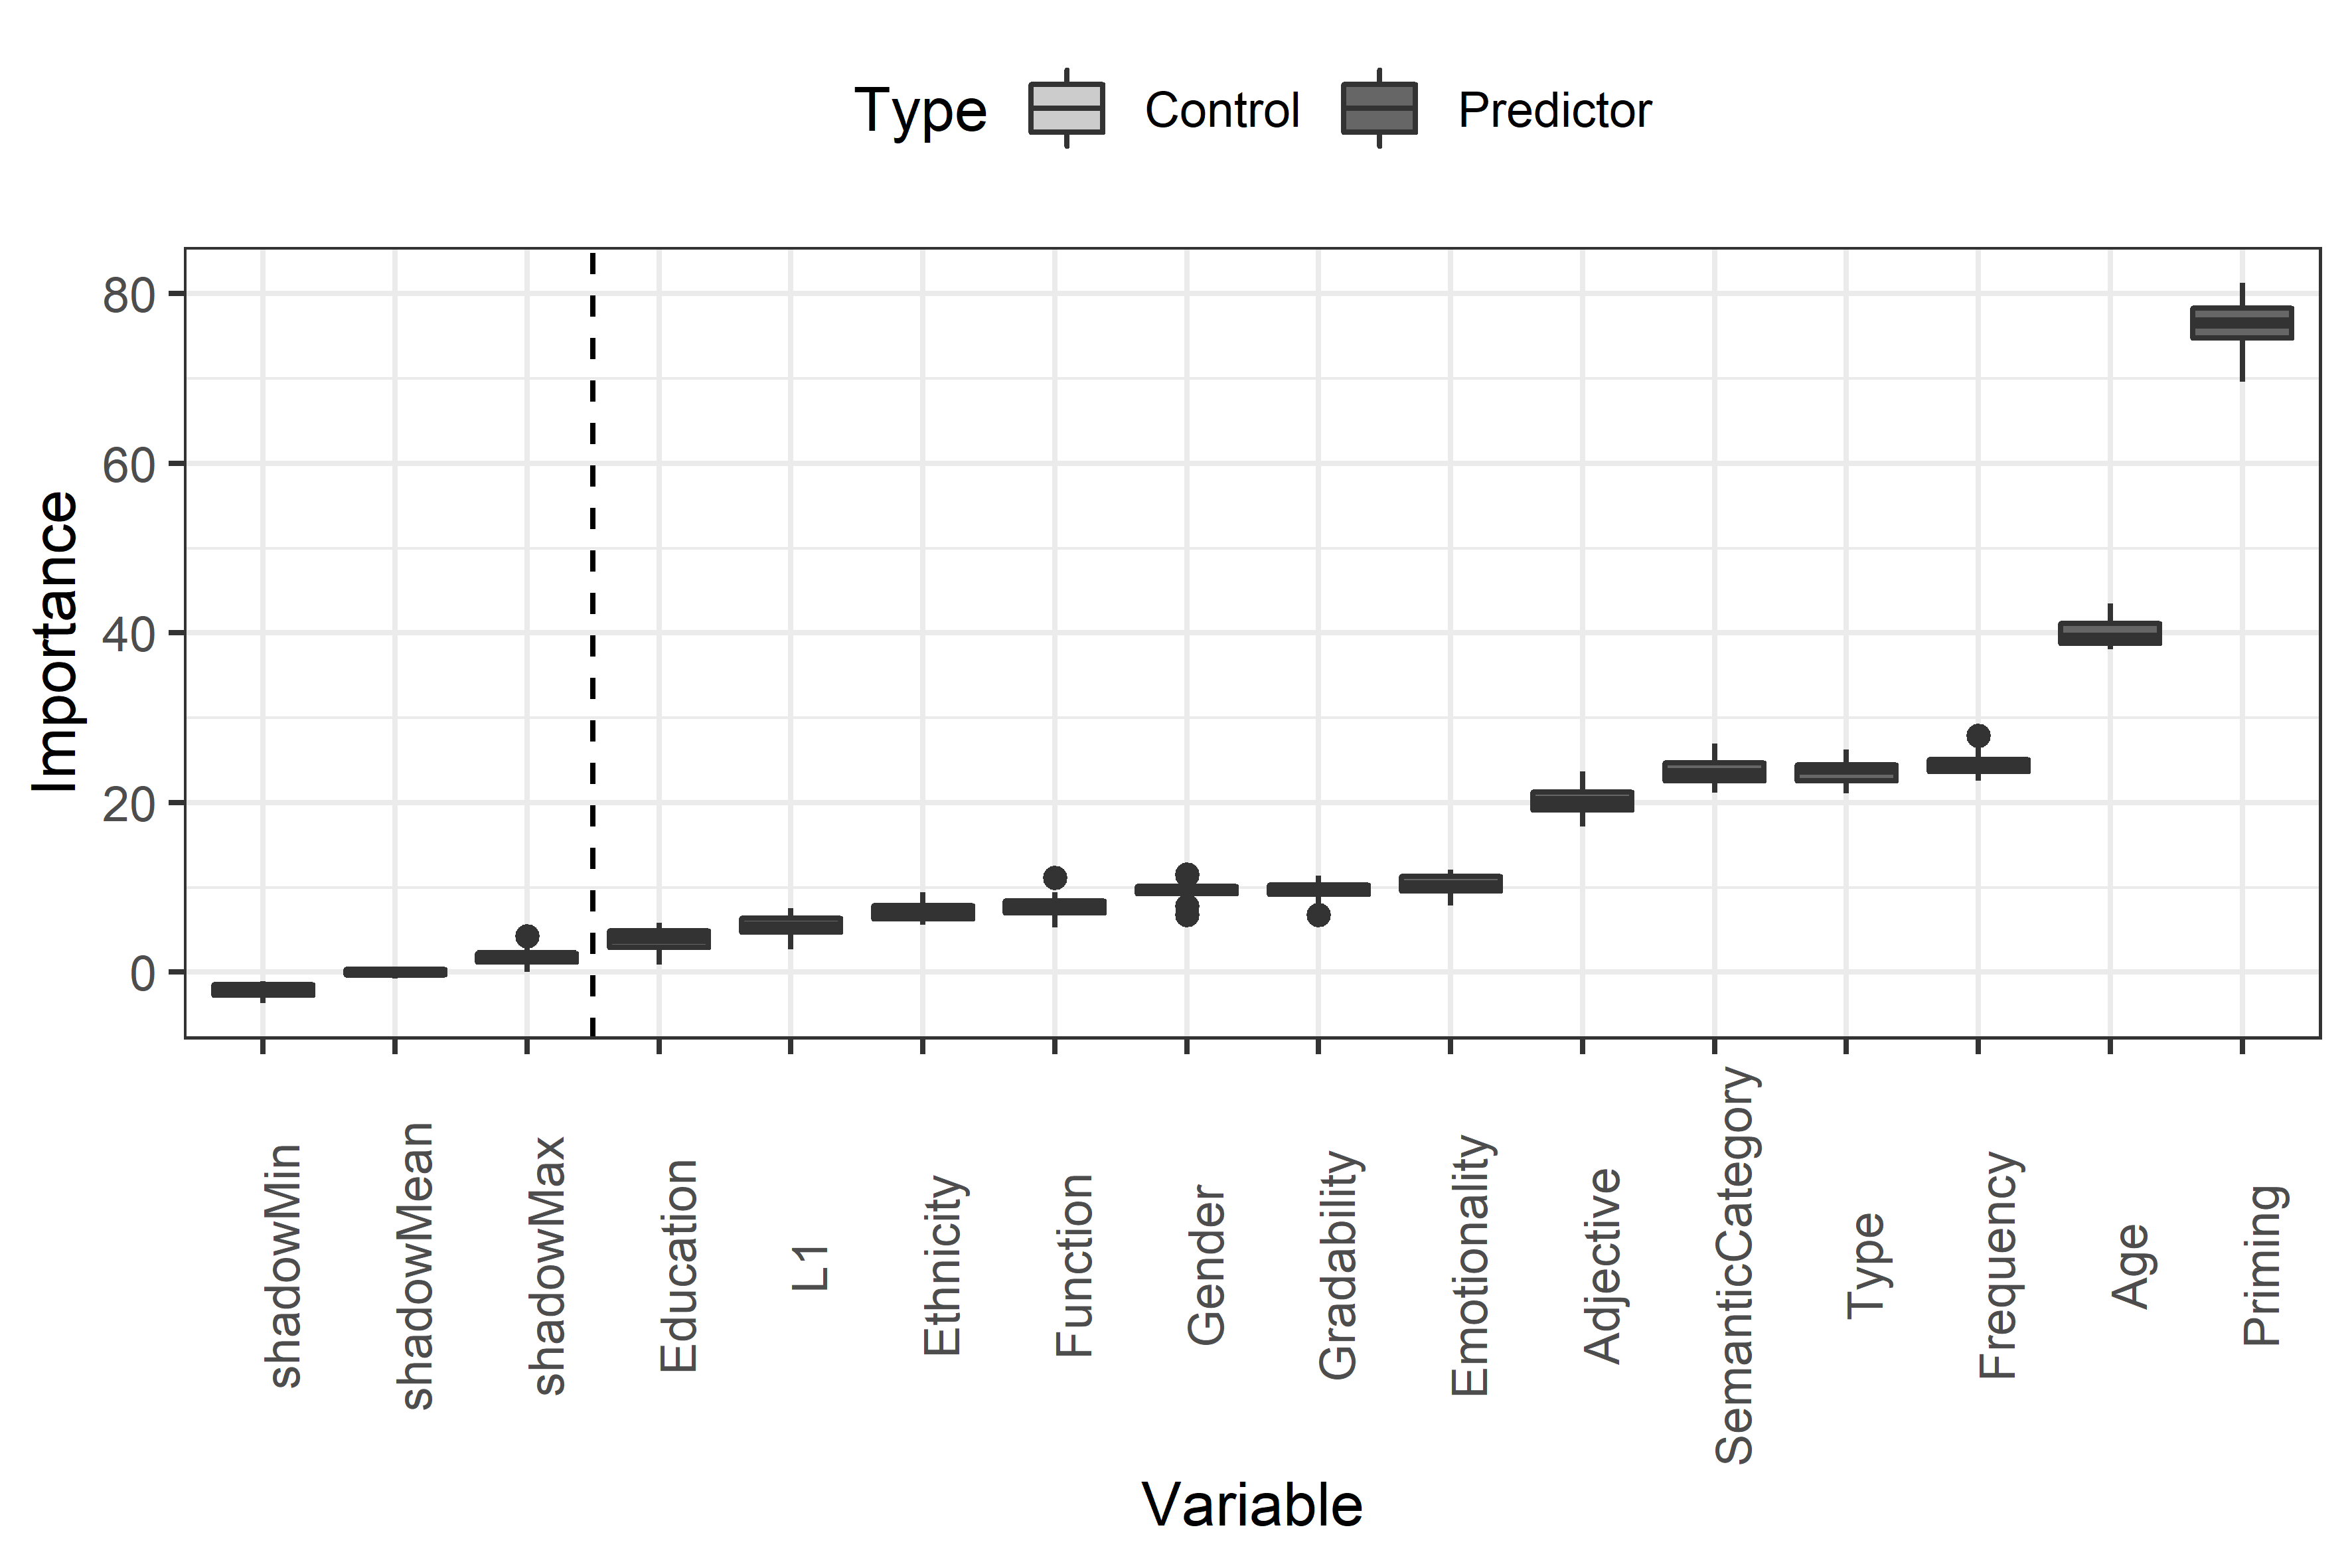 Type Control Predictor
Importance
80
60
40
20
0
shadowMin
shadowMean
shadowMax
Education
L1
Ethnicity
Function
Gender
Gradability
Emotionality
Adjective
SemanticCategory
Type
Frequency
Age
Priming
Variable